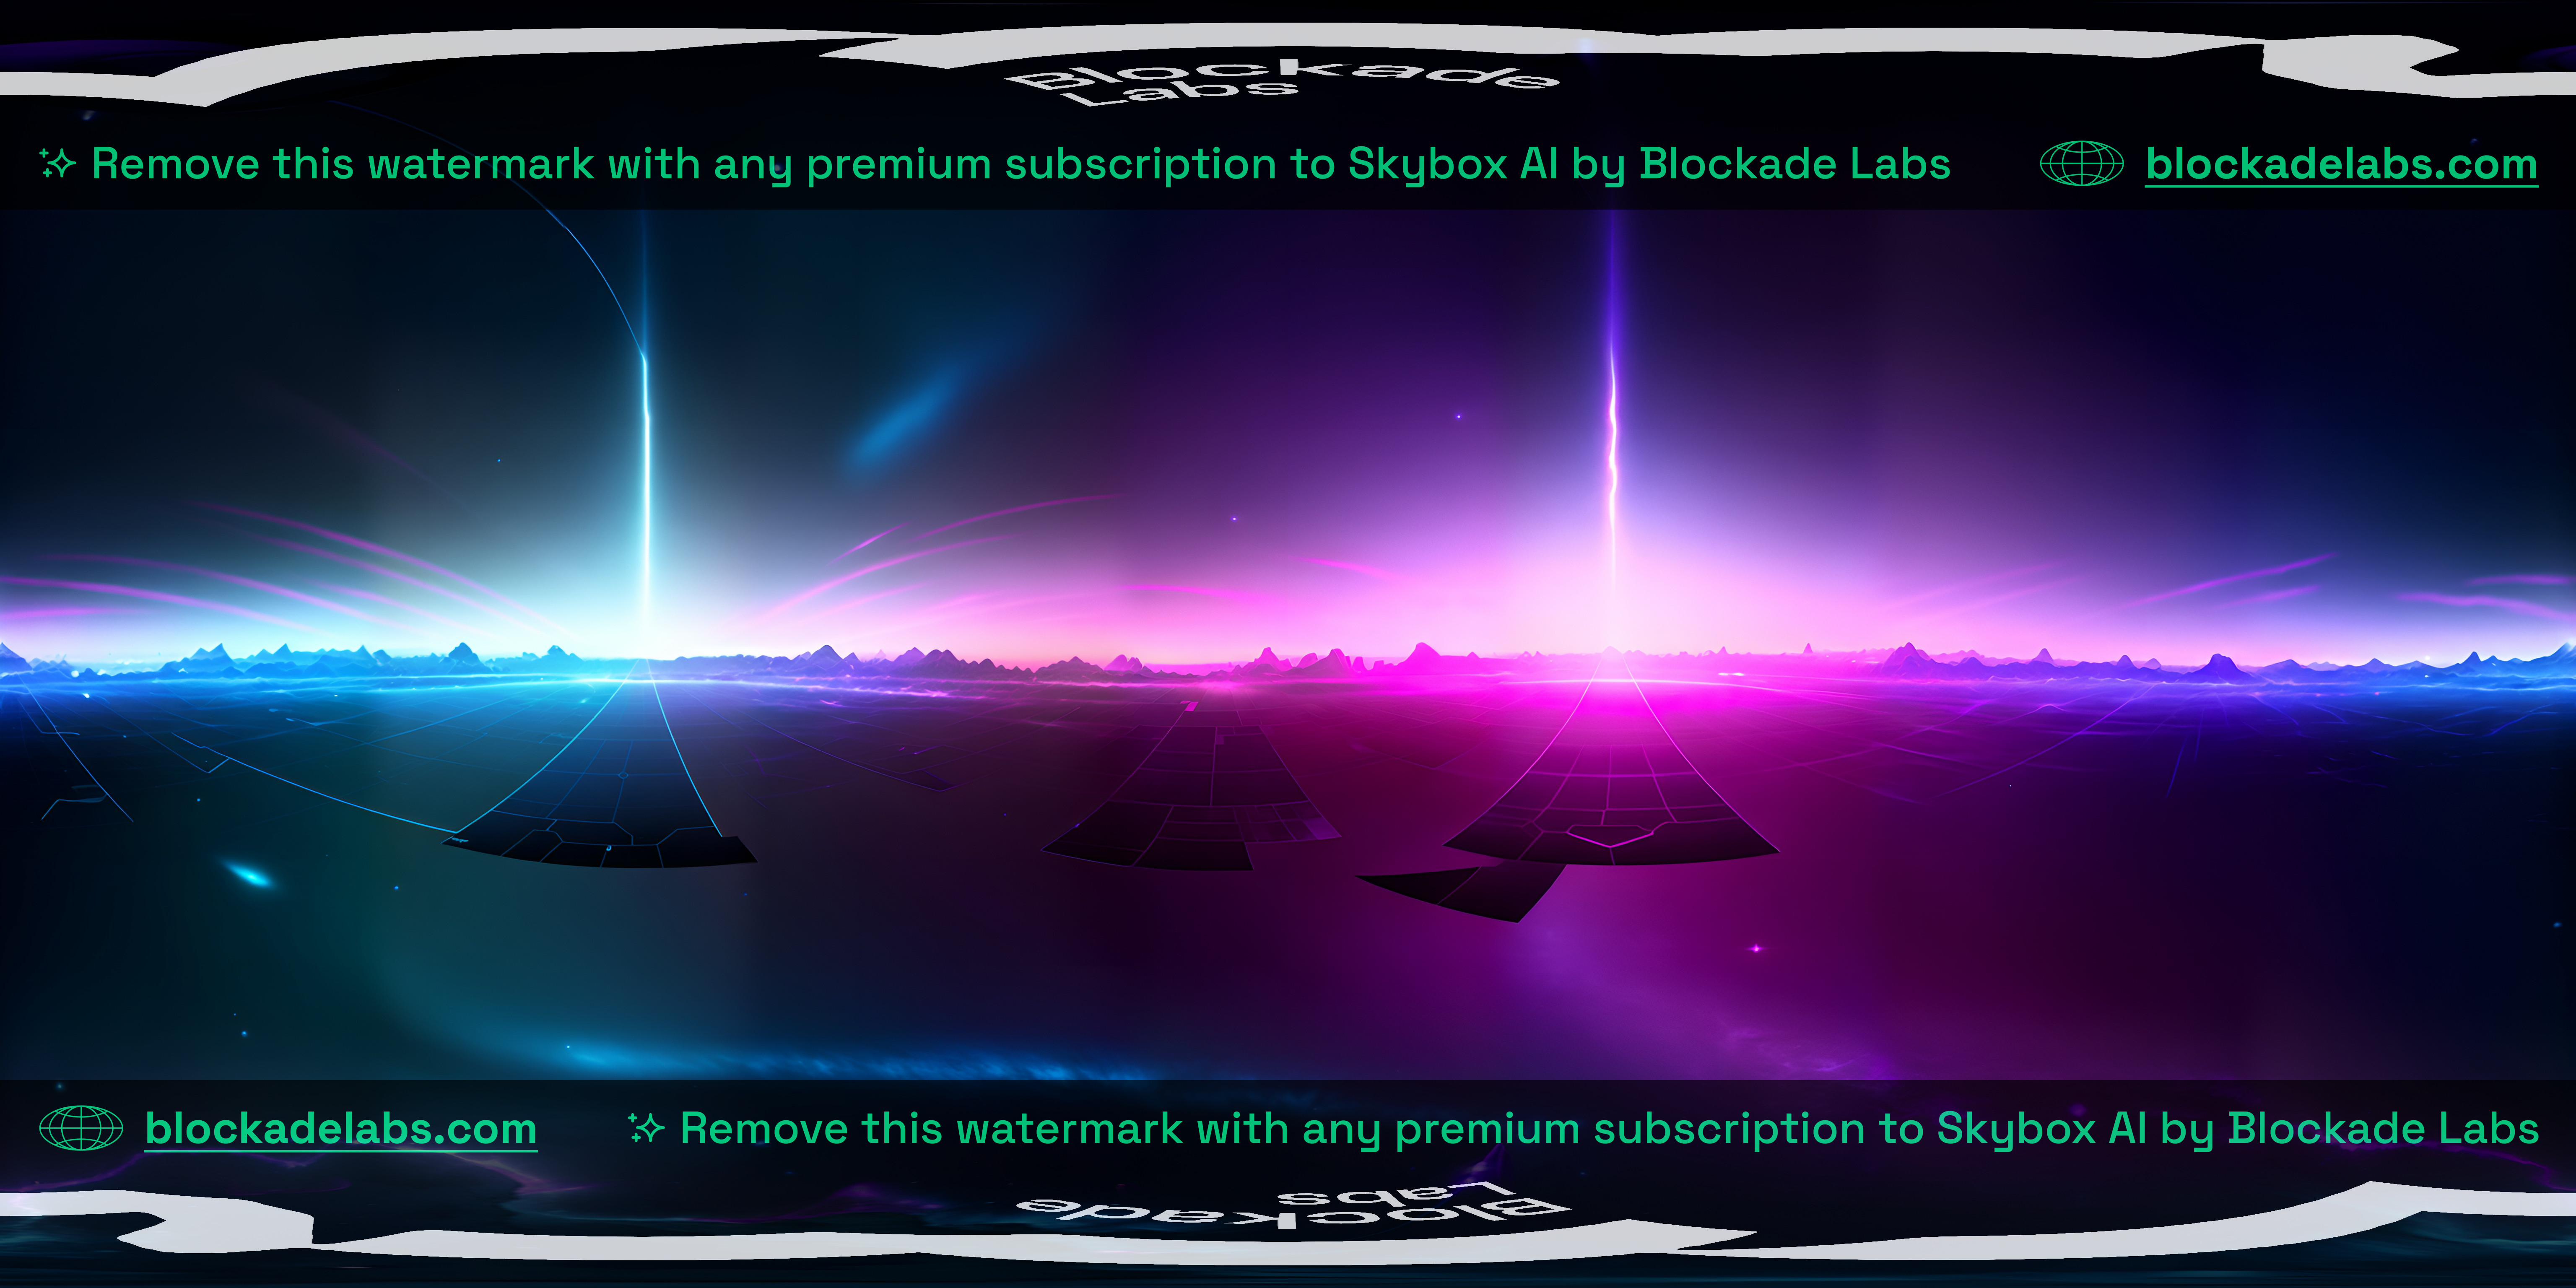 Blockade
Labs
Remove this watermark with any premium subscription to Skybox AI by Blockade Labs
blockadelabs.com
blockadelabs.com
Remove this watermark with any premium subscription to Skybox AI by Blockade Labs
Labs
Blockade